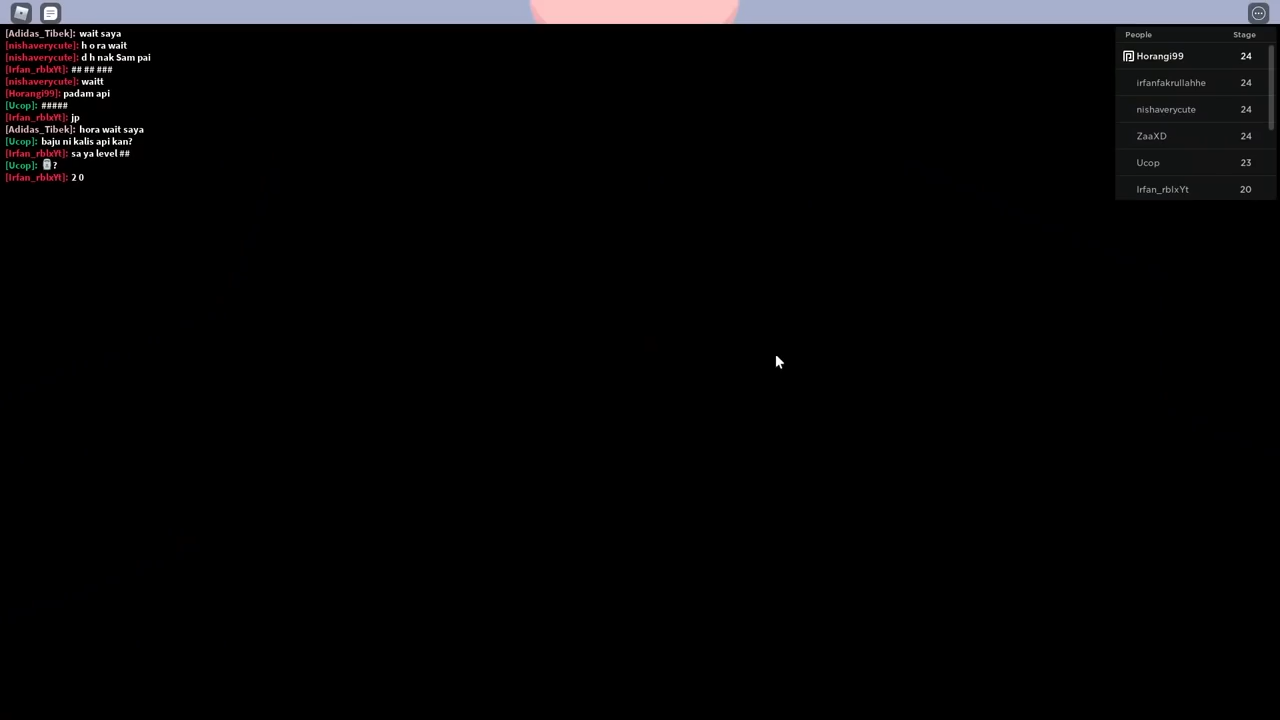 [Adidas_Tibek]: wait saya
[nishaverycute]: h o ra wait
[nishaverycute]: d h nak Sam pai
[Irfan_rblxYt]: ## ## ###
[nishaverycute]: waitt
[Horangi99]: padam api
[Ucop]: #####
[Irfan_rblxYt]: jp
[Adidas_Tibek]: hora wait saya
[Ucop]: baju ni kalis api kan?
[Irfan_rblxYt]: sa ya level ##
[Ucop]: ?
[Irfan_rblxYt]: 2 0
People Stage
Horangi99 24
irfanfakrullahhe 24
nishaverycute 24
ZaaXD 24
Ucop 23
Irfan_rblxYt 20